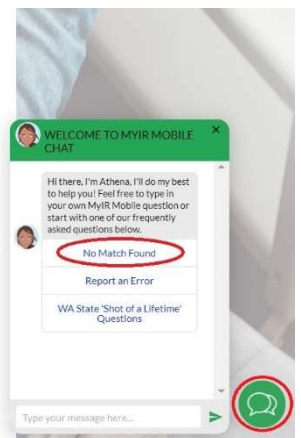 WELCOME TO MYIR MOBILE
CHAT
Hi there, I'm Athena, I'll do my best
to help you! Feel free to type in
your own MyIR Mobile question or
start with one of our frequently
asked questions below.
No Match Found
Report an Error
WA State 'Shot of a Lifetime'
Questions
Type your message here...